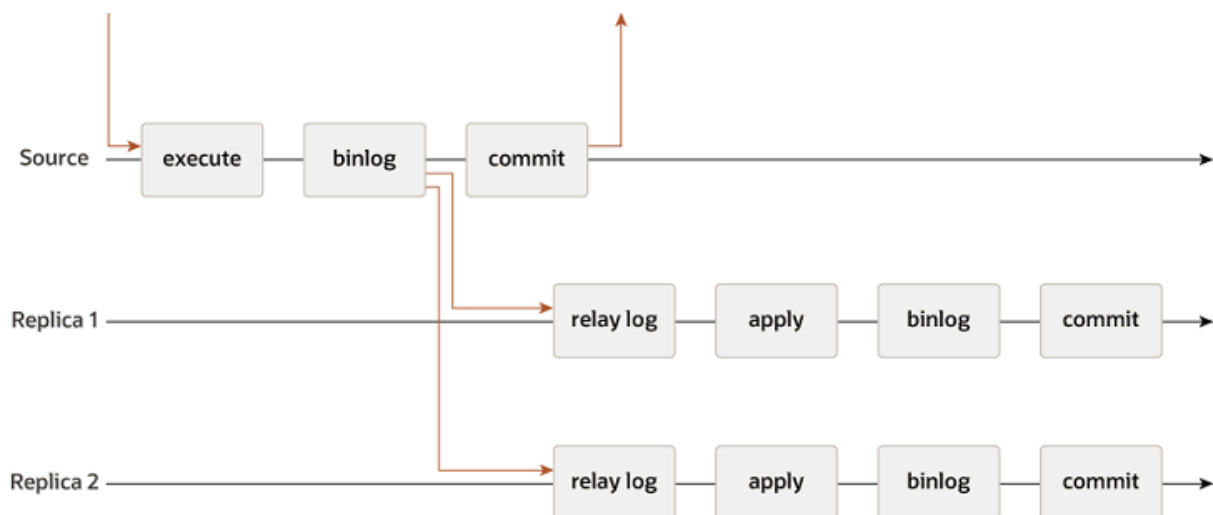 Source execute binlog commit
Replica 1 relay log apply binlog commit
Replica 2 relay log apply binlog commit